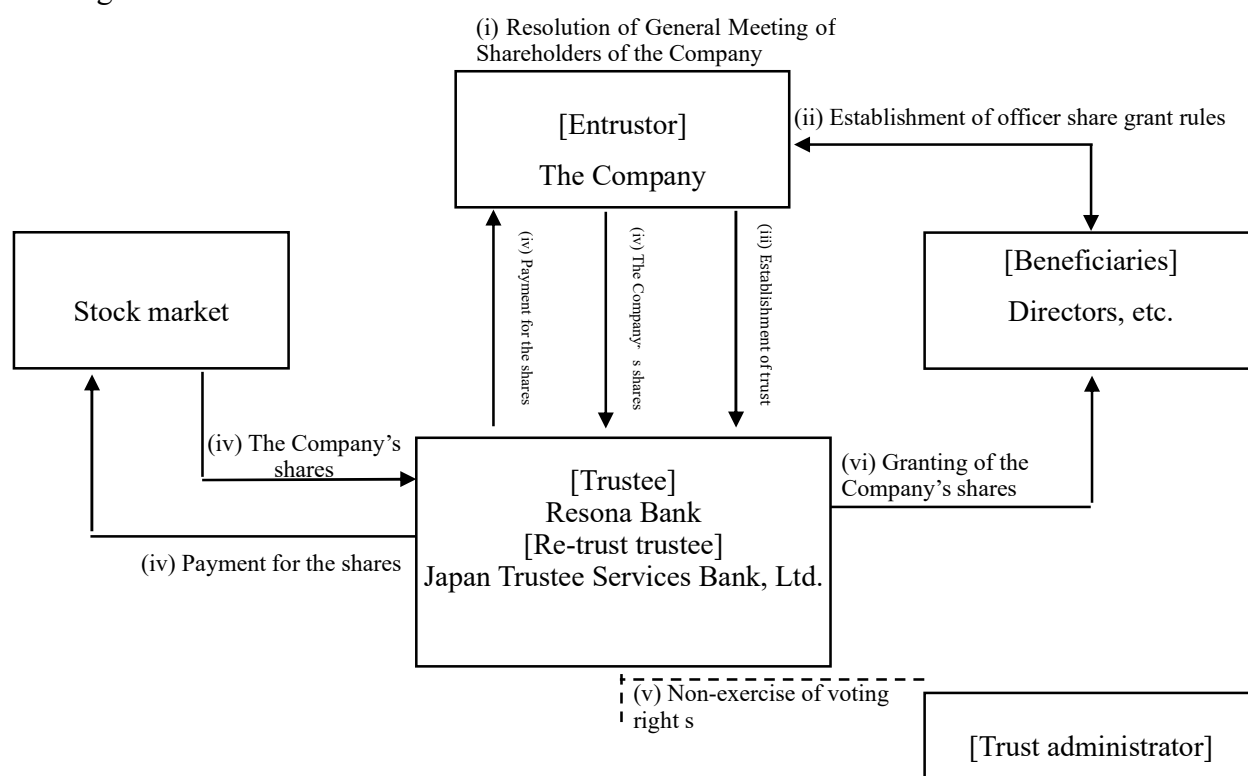 (i) Resolution of General Meeting of
Shareholders of the Company
[Entrustor]
The Company
(ii) Establishment of officer share grant rules
(iv) Payment for the shares
(iv) The Company's shares
(iii) Establishment of trust
Stock market
[Beneficiaries]
Directors, etc.
(iv) The Company's
shares
(iv) Payment for the shares
[Trustee]
Resona Bank
[Re-trust trustee]
Japan Trustee Services Bank, Ltd.
(vi) Granting of the
Company's shares
(v) Non-exercise of voting
right s
[Trust administrator]